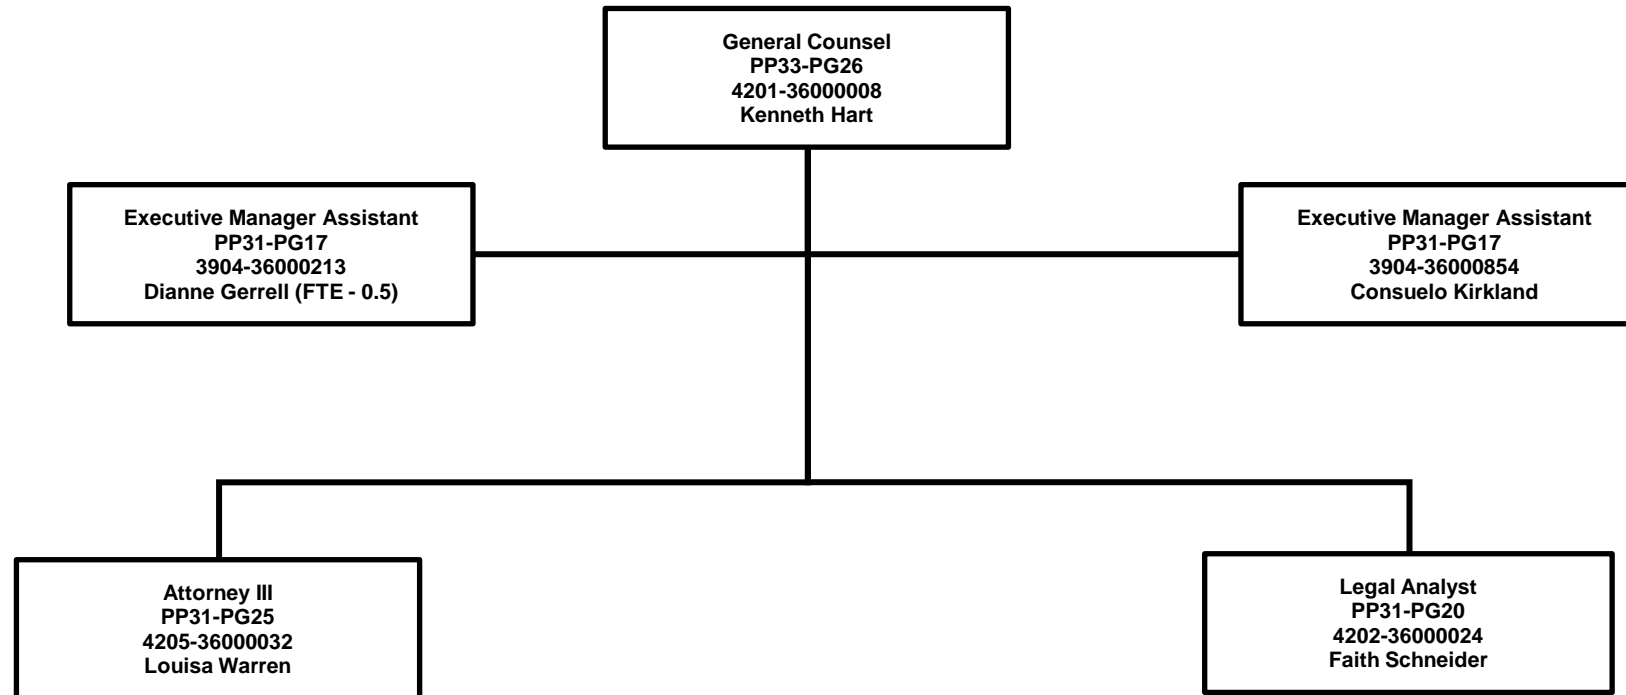 General Counsel
PP33-PG26
4201-36000008
Kenneth Hart
Executive Manager Assistant
PP31-PG17
3904-36000213
Dianne Gerrell (FTE - 0.5)
Executive Manager Assistant
PP31-PG17
3904-36000854
Consuelo Kirkland
Attorney III
PP31-PG25
4205-36000032
Louisa Warren
Legal Analyst
PP31-PG20
4202-36000024
Faith Schneider